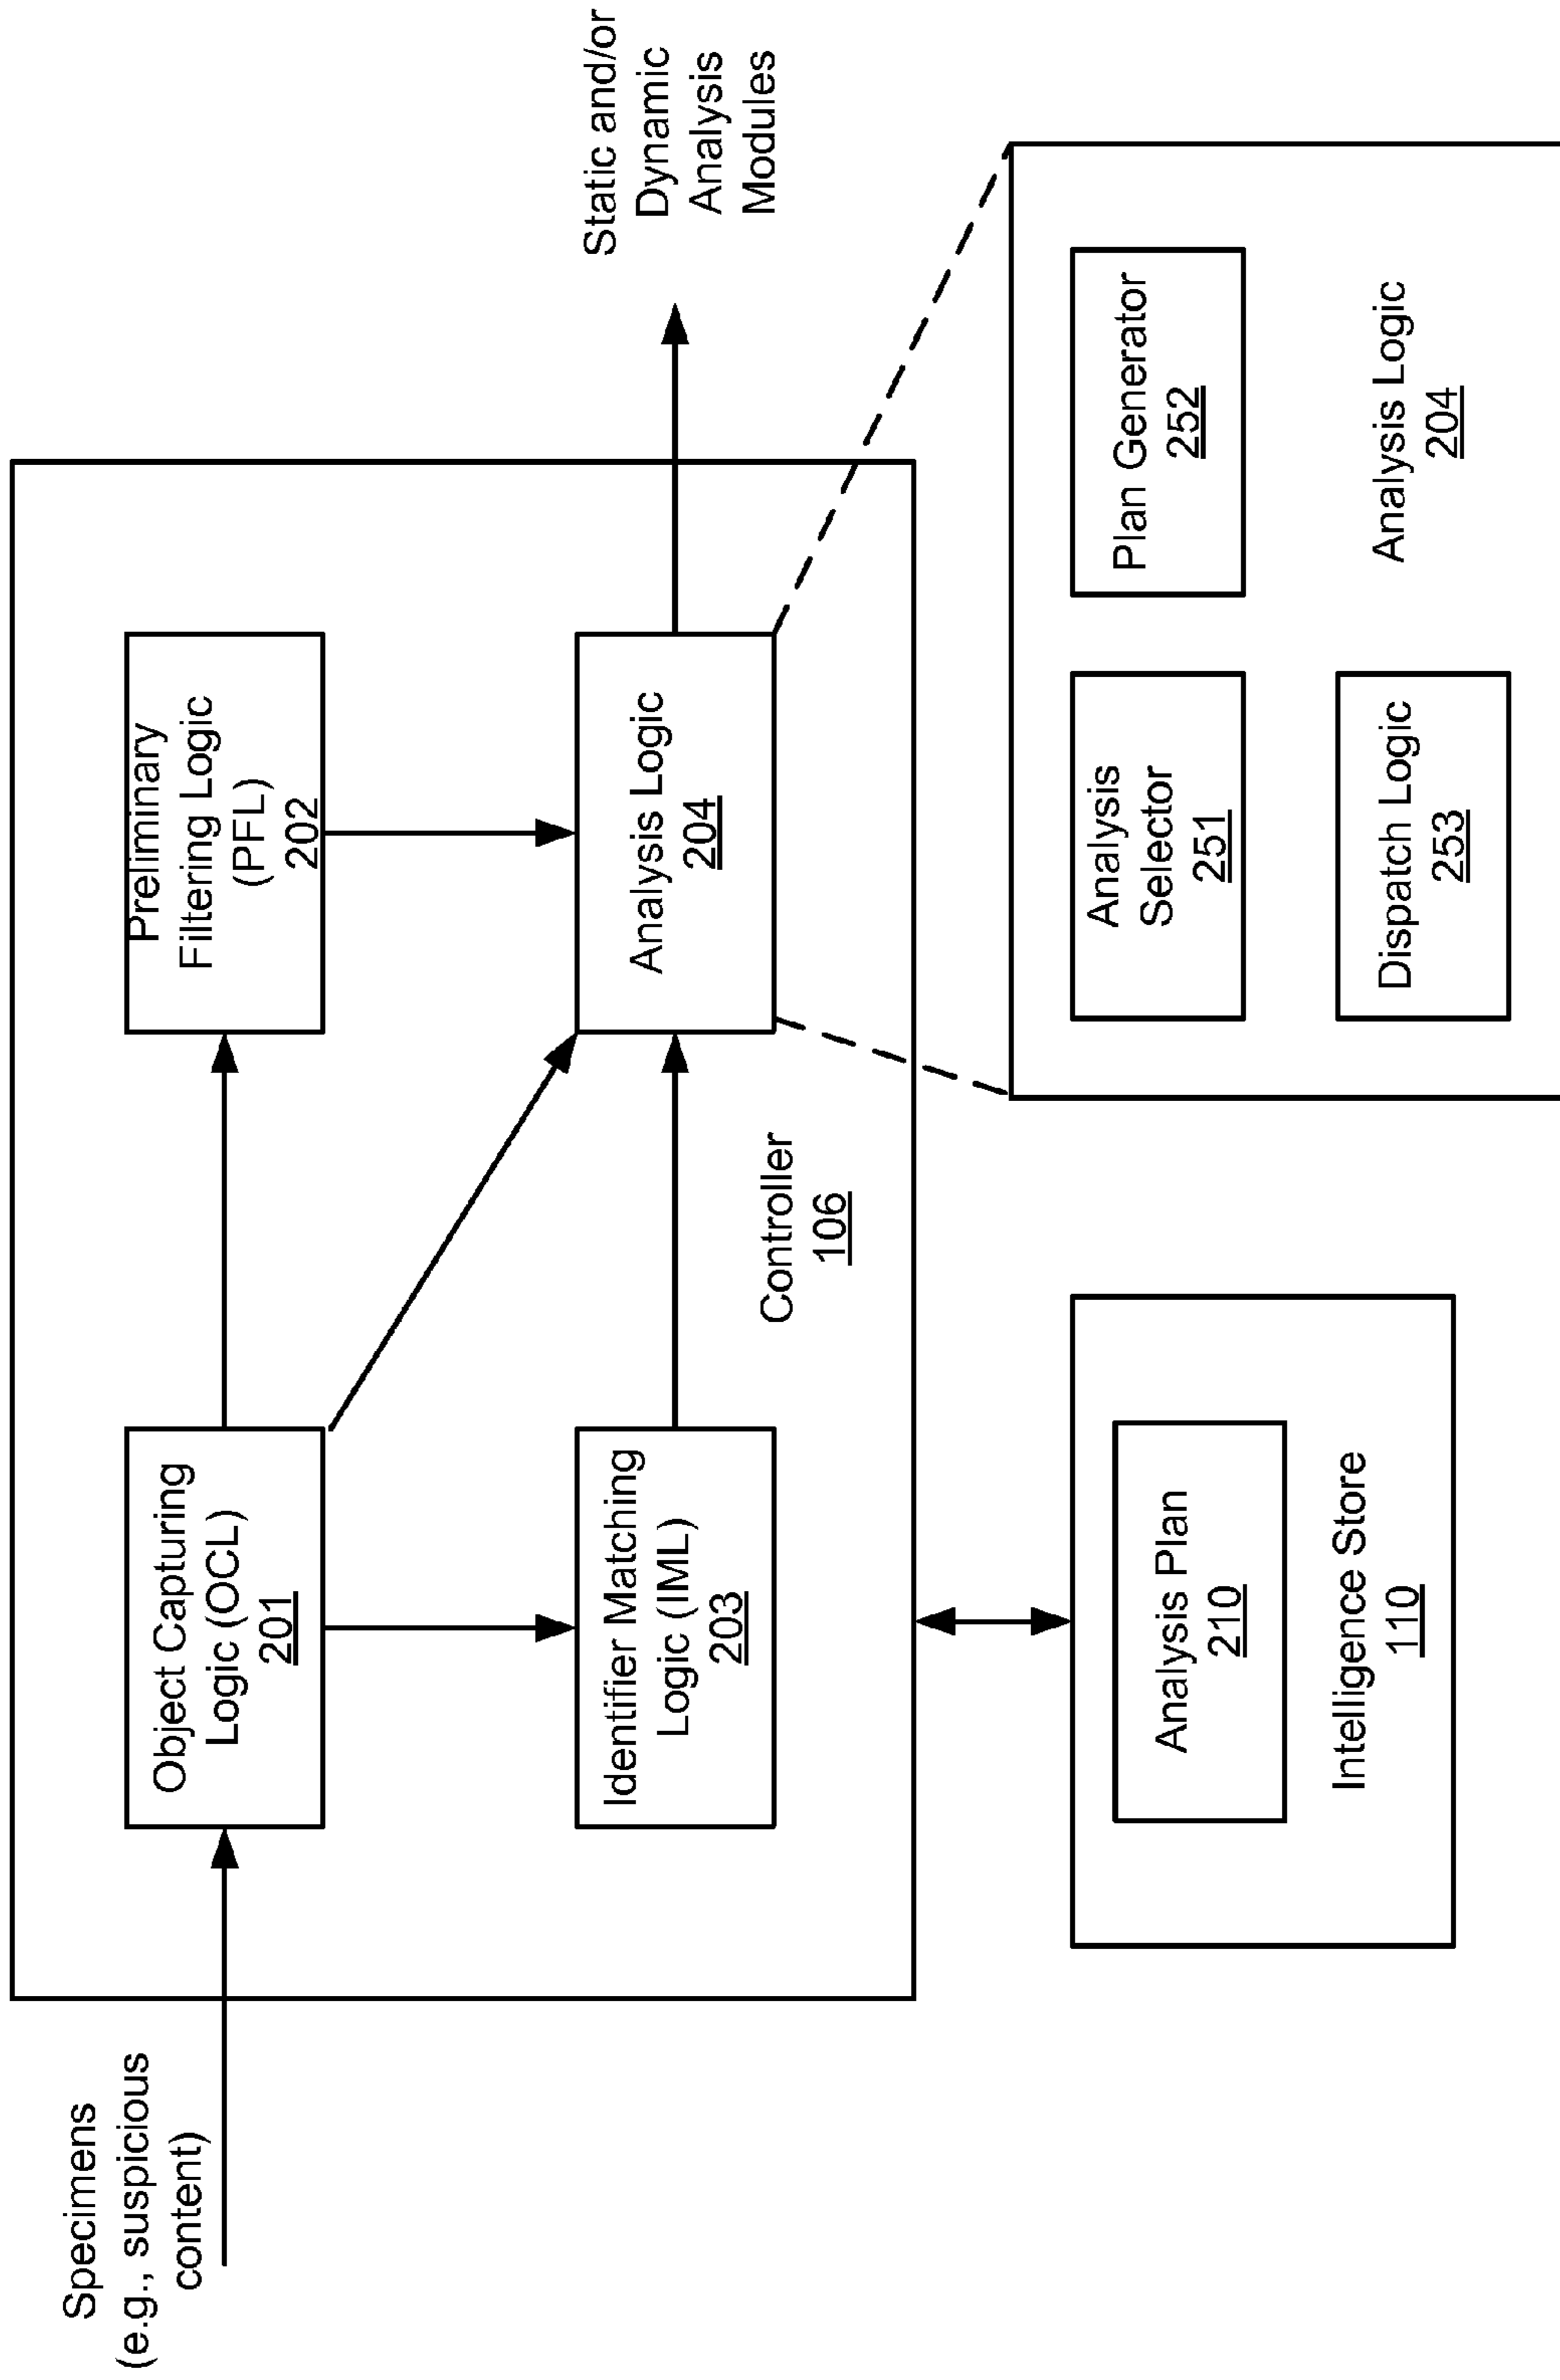 Specimens
(e.g., suspicious
content)
Object Capturing
Logic (OCL)
201
Preliminary
Filtering Logic
(PFL)
202
Identifier Matching
Logic (IML)
203
Analysis Logic
204
Static and/or
Dynamic
Analysis
Modules
Controller
106
Analysis Plan
210
Intelligence Store
110
Analysis
Selector
251
Plan Generator
252
Dispatch Logic
253
Analysis Logic
204